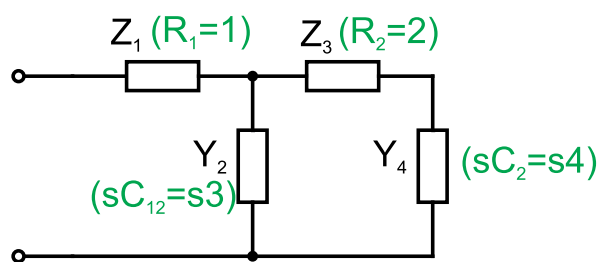 Z₁ (R₁=1) Z₃ (R₂=2)
Y₂ Y₄ (sC₂=s4)
(sC₁₂=s3)